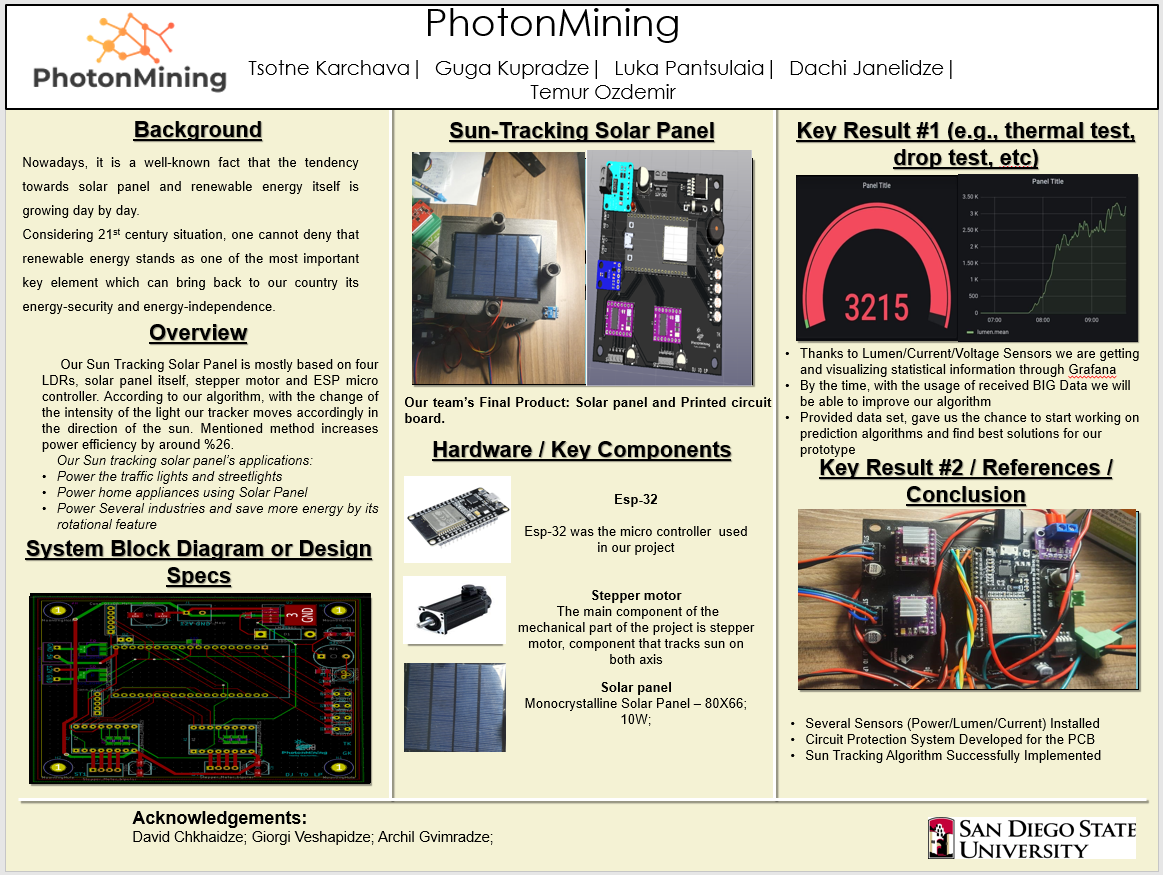 PhotonMining
PhotonMining
Tsotne Karchava| Guga Kupradze| Luka Pantsulaia| Dachi Janelidze|
Temur Ozdemir
Background
Nowadays, it is a well-known fact that the tendency
towards solar panel and renewable energy itself is
growing day by day.
Considering 21st century situation, one cannot deny that
renewable energy stands as one of the most important
key element which can bring back to our country its
energy-security and energy-independence.
Overview
Our Sun Tracking Solar Panel is mostly based on four
LDRs, solar panel itself, stepper motor and ESP micro
controller. According to our algorithm, with the change of
the intensity of the light our tracker moves accordingly in
the direction of the sun. Mentioned method increases
power efficiency by around %26.
Our Sun tracking solar panel's applications:
• Power the traffic lights and streetlights
• Power home appliances using Solar Panel
• Power Several industries and save more energy by its
rotational feature
System Block Diagram or Design
Specs
1
1
3
GND
PhotonMining
TK
GK
DJ TO LP
1
1
Sun-Tracking Solar Panel
Our team's Final Product: Solar panel and Printed circuit
board.
Hardware / Key Components
Esp-32
Esp-32 was the micro controller used
in our project
Stepper motor
The main component of the
mechanical part of the project is stepper
motor, component that tracks sun on
both axis
Solar panel
Monocrystalline Solar Panel – 80X66;
10W;
Key Result #1 (e.g., thermal test,
drop test, etc)
Panel Title
3215
Panel Title
3.50 K
3 K
2.50 K
2 K
1.50 K
1 K
500
0
07:00 08:00 09:00
lumen.mean
• Thanks to Lumen/Current/Voltage Sensors we are getting
and visualizing statistical information through Grafana
• By the time, with the usage of received BIG Data we will
be able to improve our algorithm
• Provided data set, gave us the chance to start working on
prediction algorithms and find best solutions for our
prototype
Key Result #2 / References /
Conclusion
• Several Sensors (Power/Lumen/Current) Installed
• Circuit Protection System Developed for the PCB
• Sun Tracking Algorithm Successfully Implemented
Acknowledgements:
David Chkhaidze; Giorgi Veshapidze; Archil Gvimradze;
SAN DIEGO STATE
UNIVERSITY